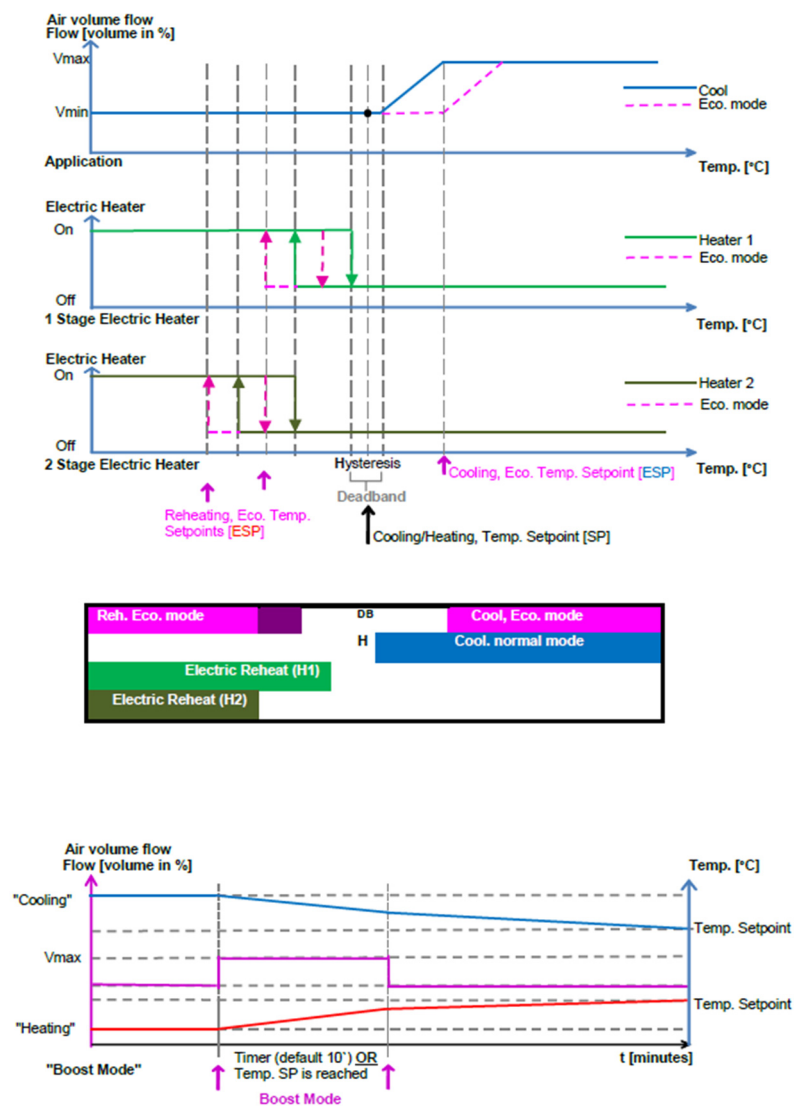 Air volume flow
Flow [volume in %]
Vmax
Cool
Eco. mode
Vmin
Application
Temp. [°C]
Electric Heater
On
Heater 1
Eco. mode
Off
1 Stage Electric Heater
Temp. [°C]
Electric Heater
On
Heater 2
Eco. mode
Off
2 Stage Electric Heater
Temp. [°C]
Hysteresis
Cooling, Eco. Temp. Setpoint [ESP]
Deadband
Reheating, Eco. Temp.
Setpoints [ESP]
Cooling/Heating, Temp. Setpoint [SP]
Reh. Eco. mode
DB
Cool, Eco. mode
H
Cool. normal mode
Electric Reheat (H1)
Electric Reheat (H2)
Air volume flow
Flow [volume in %]
Temp. [°C]
"Cooling"
Temp. Setpoint
Vmax
Temp. Setpoint
"Heating"
Timer (default 10`) OR
t [minutes]
"Boost Mode"
Temp. SP is reached
Boost Mode